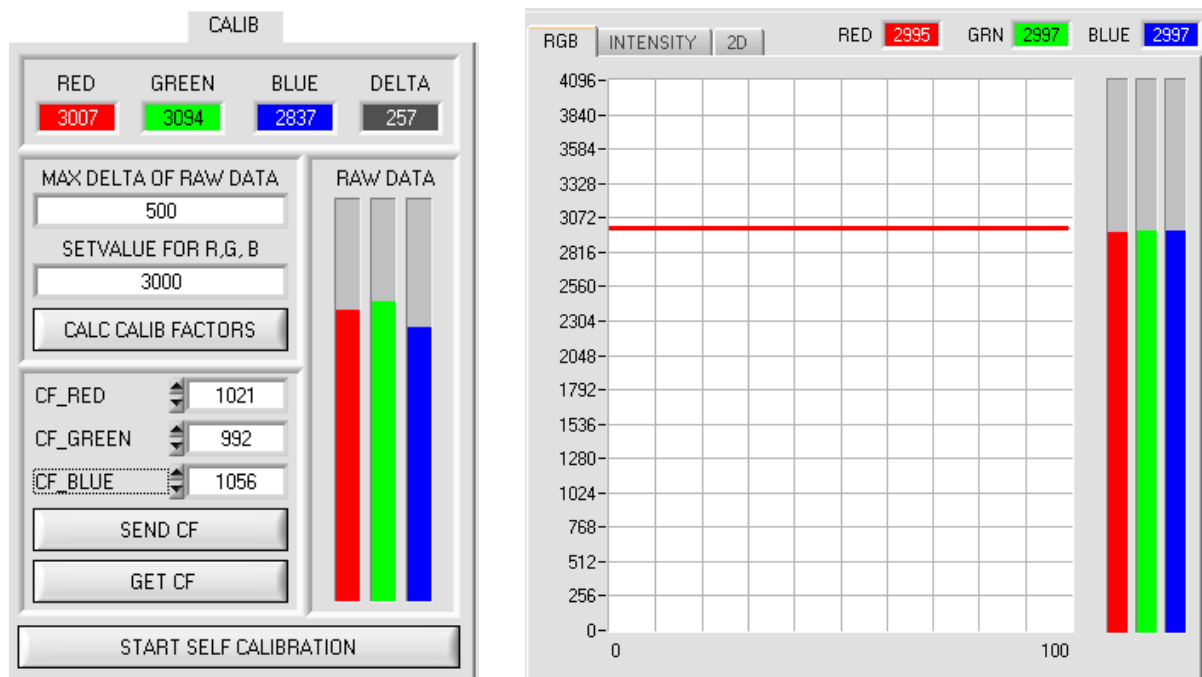 CALIB
RED GREEN BLUE DELTA
3007 3094 2837 257
MAX DELTA OF RAW DATA
500
SETVALUE FOR R,G, B
3000
CALC CALIB FACTORS
RAW DATA
CF_RED 1021
CF_GREEN 992
CF_BLUE 1056
SEND CF
GET CF
START SELF CALIBRATION
RGB INTENSITY 2D RED 2995 GRN 2997 BLUE 2997
4096
3840
3584
3328
3072
2816
2560
2304
2048
1792
1536
1280
1024
768
512
256
0
0 100